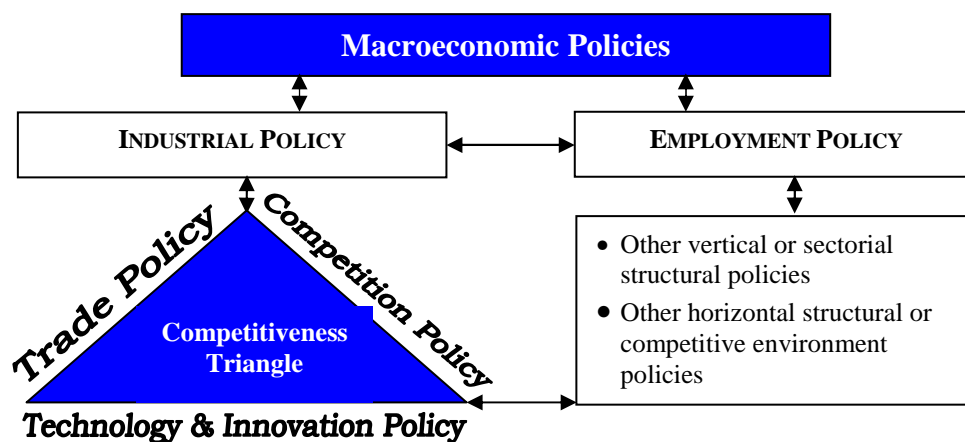 Macroeconomic Policies
INDUSTRIAL POLICY
EMPLOYMENT POLICY
Trade Policy
Competition Policy
Competitiveness
Triangle
Technology & Innovation Policy
• Other vertical or sectorial
structural policies
• Other horizontal structural or
competitive environment
policies